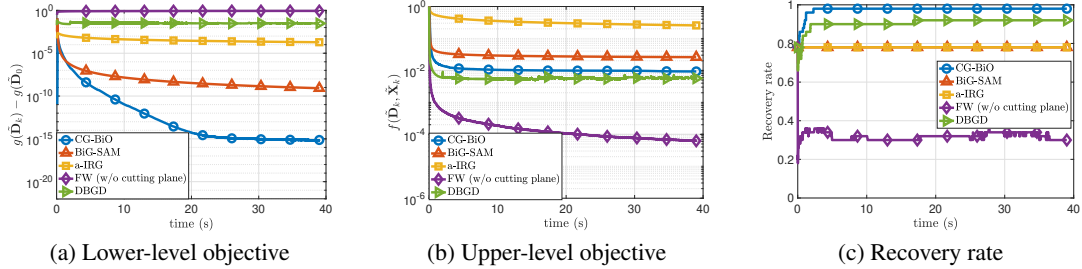 g(D̃_k) − g(D̃_0)
10^0
10^-5
10^-10
10^-15
10^-20
CG-BiO
BiG-SAM
a-IRG
FW (w/o cutting plane)
DBGD
0 10 20 30 40
time (s)
(a) Lower-level objective
f(D̃_k, X̃_k)
10^0
10^-2
10^-4
10^-6
CG-BiO
BiG-SAM
a-IRG
FW (w/o cutting plane)
DBGD
0 10 20 30 40
time (s)
(b) Upper-level objective
Recovery rate
1
0.8
0.6
0.4
0.2
0
CG-BiO
BiG-SAM
a-IRG
FW (w/o cutting plane)
DBGD
0 10 20 30 40
time (s)
(c) Recovery rate